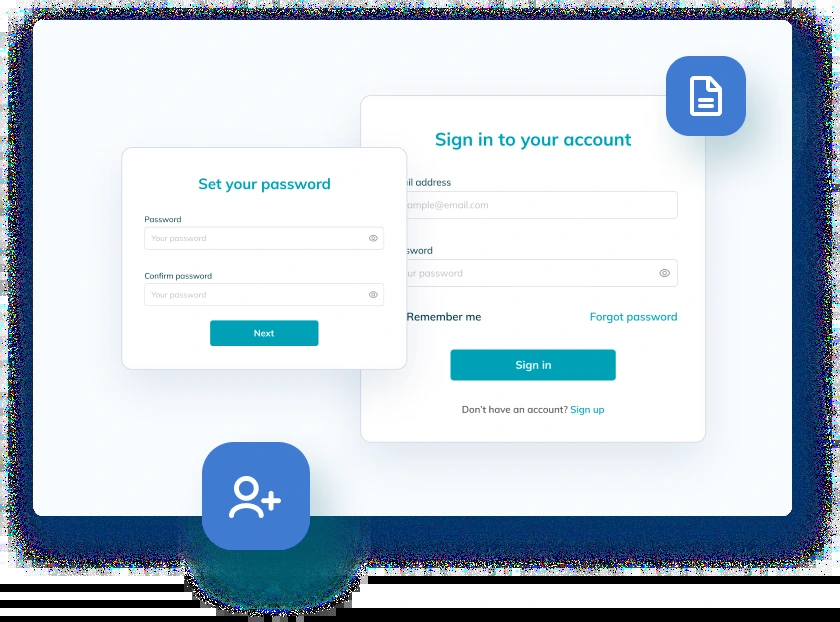 Set your password
Password
Your password
Confirm password
Your password
Next
Sign in to your account
il address
ample@email.com
sword
ur password
Remember me
Forgot password
Sign in
Don't have an account? Sign up